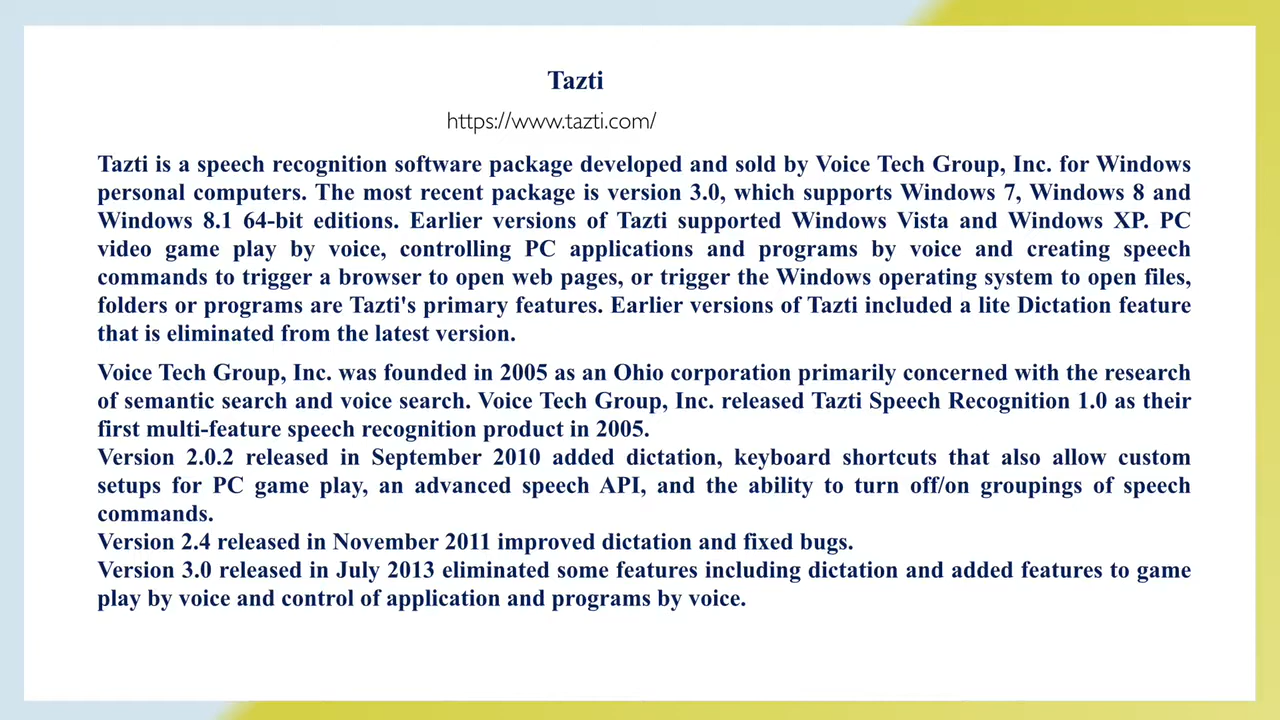 Tazti
https://www.tazti.com/
Tazti is a speech recognition software package developed and sold by Voice Tech Group, Inc. for Windows
personal computers. The most recent package is version 3.0, which supports Windows 7, Windows 8 and
Windows 8.1 64-bit editions. Earlier versions of Tazti supported Windows Vista and Windows XP. PC
video game play by voice, controlling PC applications and programs by voice and creating speech
commands to trigger a browser to open web pages, or trigger the Windows operating system to open files,
folders or programs are Tazti's primary features. Earlier versions of Tazti included a lite Dictation feature
that is eliminated from the latest version.
Voice Tech Group, Inc. was founded in 2005 as an Ohio corporation primarily concerned with the research
of semantic search and voice search. Voice Tech Group, Inc. released Tazti Speech Recognition 1.0 as their
first multi-feature speech recognition product in 2005.
Version 2.0.2 released in September 2010 added dictation, keyboard shortcuts that also allow custom
setups for PC game play, an advanced speech API, and the ability to turn off/on groupings of speech
commands.
Version 2.4 released in November 2011 improved dictation and fixed bugs.
Version 3.0 released in July 2013 eliminated some features including dictation and added features to game
play by voice and control of application and programs by voice.